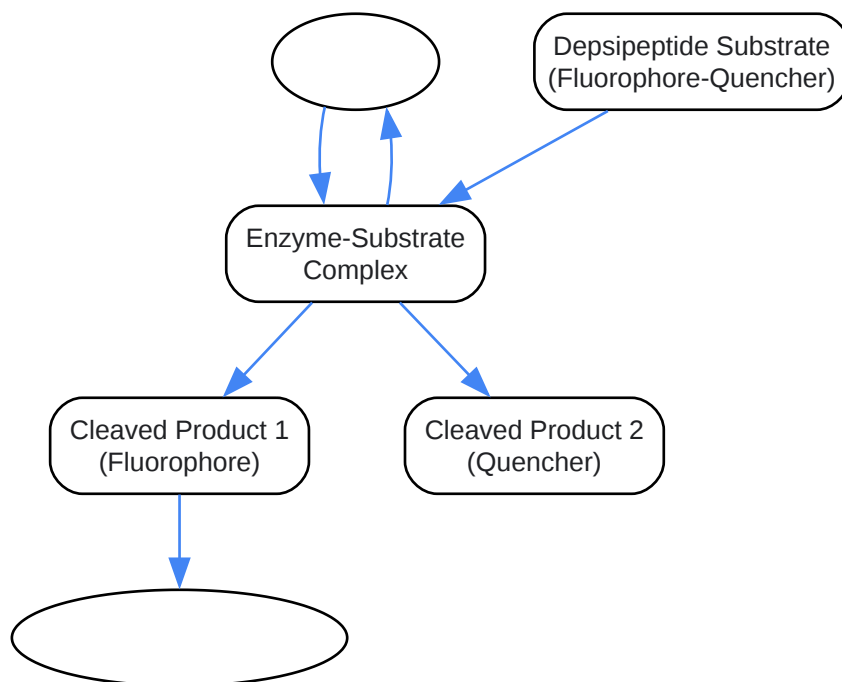 Depsipeptide Substrate
(Fluorophore-Quencher)
Enzyme-Substrate
Complex
Cleaved Product 1
(Fluorophore)
Cleaved Product 2
(Quencher)